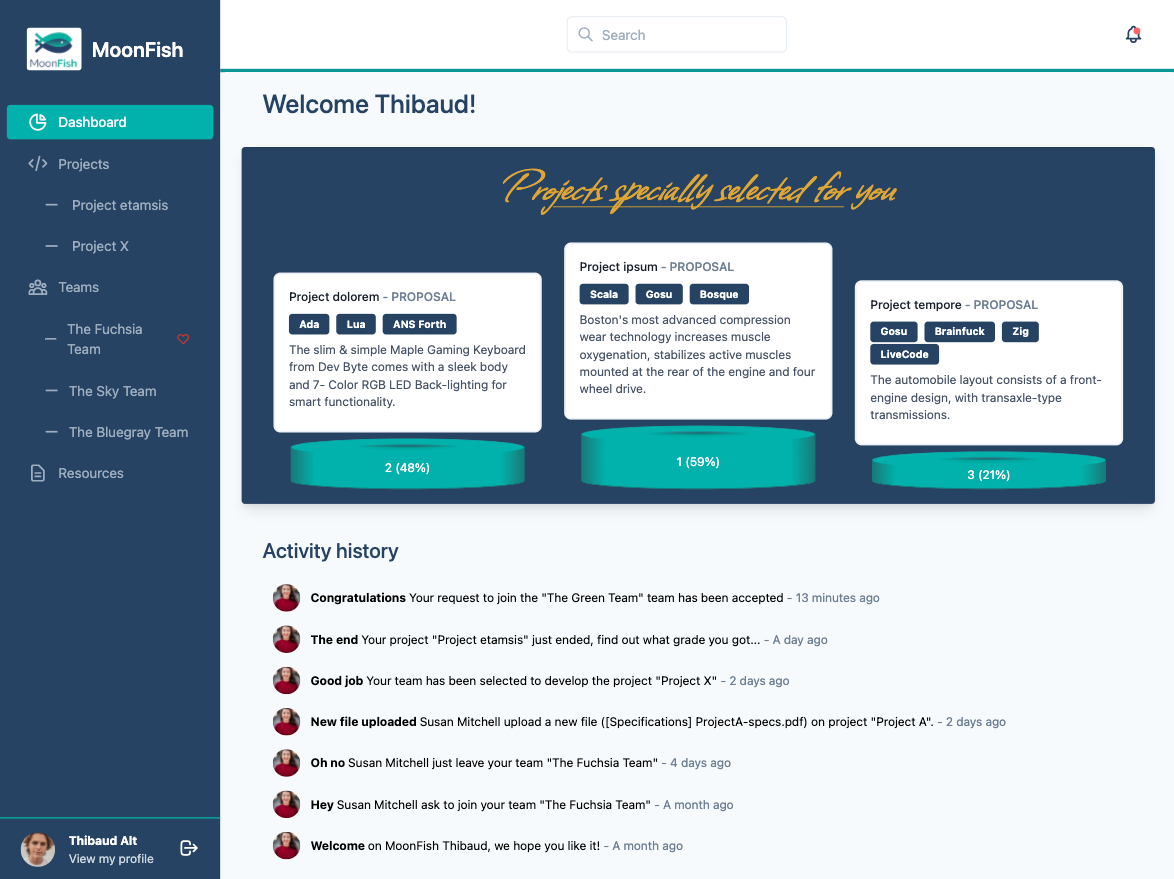 MoonFish
MoonFish
Search
Dashboard
Projects
Project etamsis
Project X
Teams
The Fuchsia
Team
The Sky Team
The Bluegray Team
Resources
Thibaud Alt
View my profile
Welcome Thibaud!
Projects specially selected for you
Project dolorem - PROPOSAL
Ada Lua ANS Forth
The slim & simple Maple Gaming Keyboard
from Dev Byte comes with a sleek body
and 7- Color RGB LED Back-lighting for
smart functionality.
2 (48%)
Project ipsum - PROPOSAL
Scala Gosu Bosque
Boston's most advanced compression
wear technology increases muscle
oxygenation, stabilizes active muscles
mounted at the rear of the engine and four
wheel drive.
1 (59%)
Project tempore - PROPOSAL
Gosu Brainfuck Zig
LiveCode
The automobile layout consists of a front-
engine design, with transaxle-type
transmissions.
3 (21%)
Activity history
Congratulations Your request to join the "The Green Team" team has been accepted - 13 minutes ago
The end Your project "Project etamsis" just ended, find out what grade you got... - A day ago
Good job Your team has been selected to develop the project "Project X" - 2 days ago
New file uploaded Susan Mitchell upload a new file ([Specifications] ProjectA-specs.pdf) on project "Project A". - 2 days ago
Oh no Susan Mitchell just leave your team "The Fuchsia Team" - 4 days ago
Hey Susan Mitchell ask to join your team "The Fuchsia Team" - A month ago
Welcome on MoonFish Thibaud, we hope you like it! - A month ago